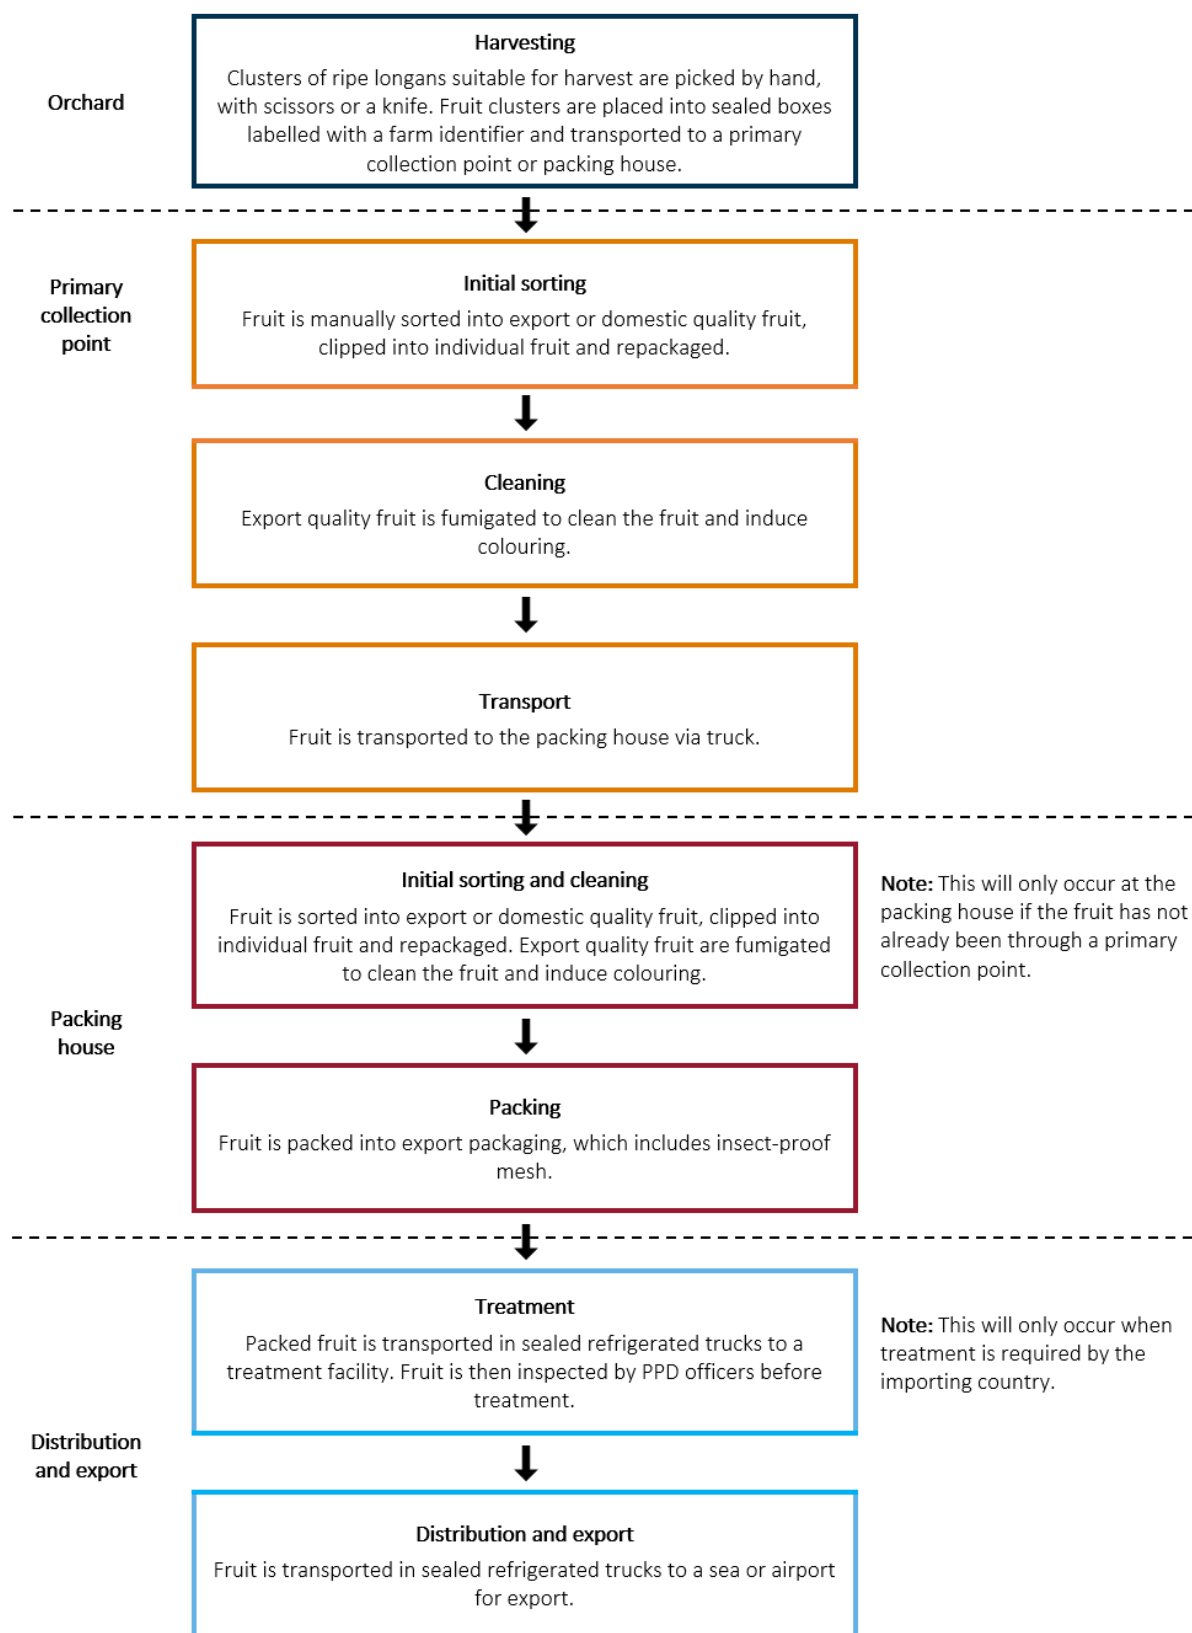 Orchard
Harvesting
Clusters of ripe longans suitable for harvest are picked by hand,
with scissors or a knife. Fruit clusters are placed into sealed boxes
labelled with a farm identifier and transported to a primary
collection point or packing house.
Primary
collection
point
Initial sorting
Fruit is manually sorted into export or domestic quality fruit,
clipped into individual fruit and repackaged.
Cleaning
Export quality fruit is fumigated to clean the fruit and induce
colouring.
Transport
Fruit is transported to the packing house via truck.
Packing
house
Initial sorting and cleaning
Fruit is sorted into export or domestic quality fruit, clipped into
individual fruit and repackaged. Export quality fruit are fumigated
to clean the fruit and induce colouring.
Note: This will only occur at the
packing house if the fruit has not
already been through a primary
collection point.
Packing
Fruit is packed into export packaging, which includes insect-proof
mesh.
Distribution
and export
Treatment
Packed fruit is transported in sealed refrigerated trucks to a
treatment facility. Fruit is then inspected by PPD officers before
treatment.
Note: This will only occur when
treatment is required by the
importing country.
Distribution and export
Fruit is transported in sealed refrigerated trucks to a sea or airport
for export.